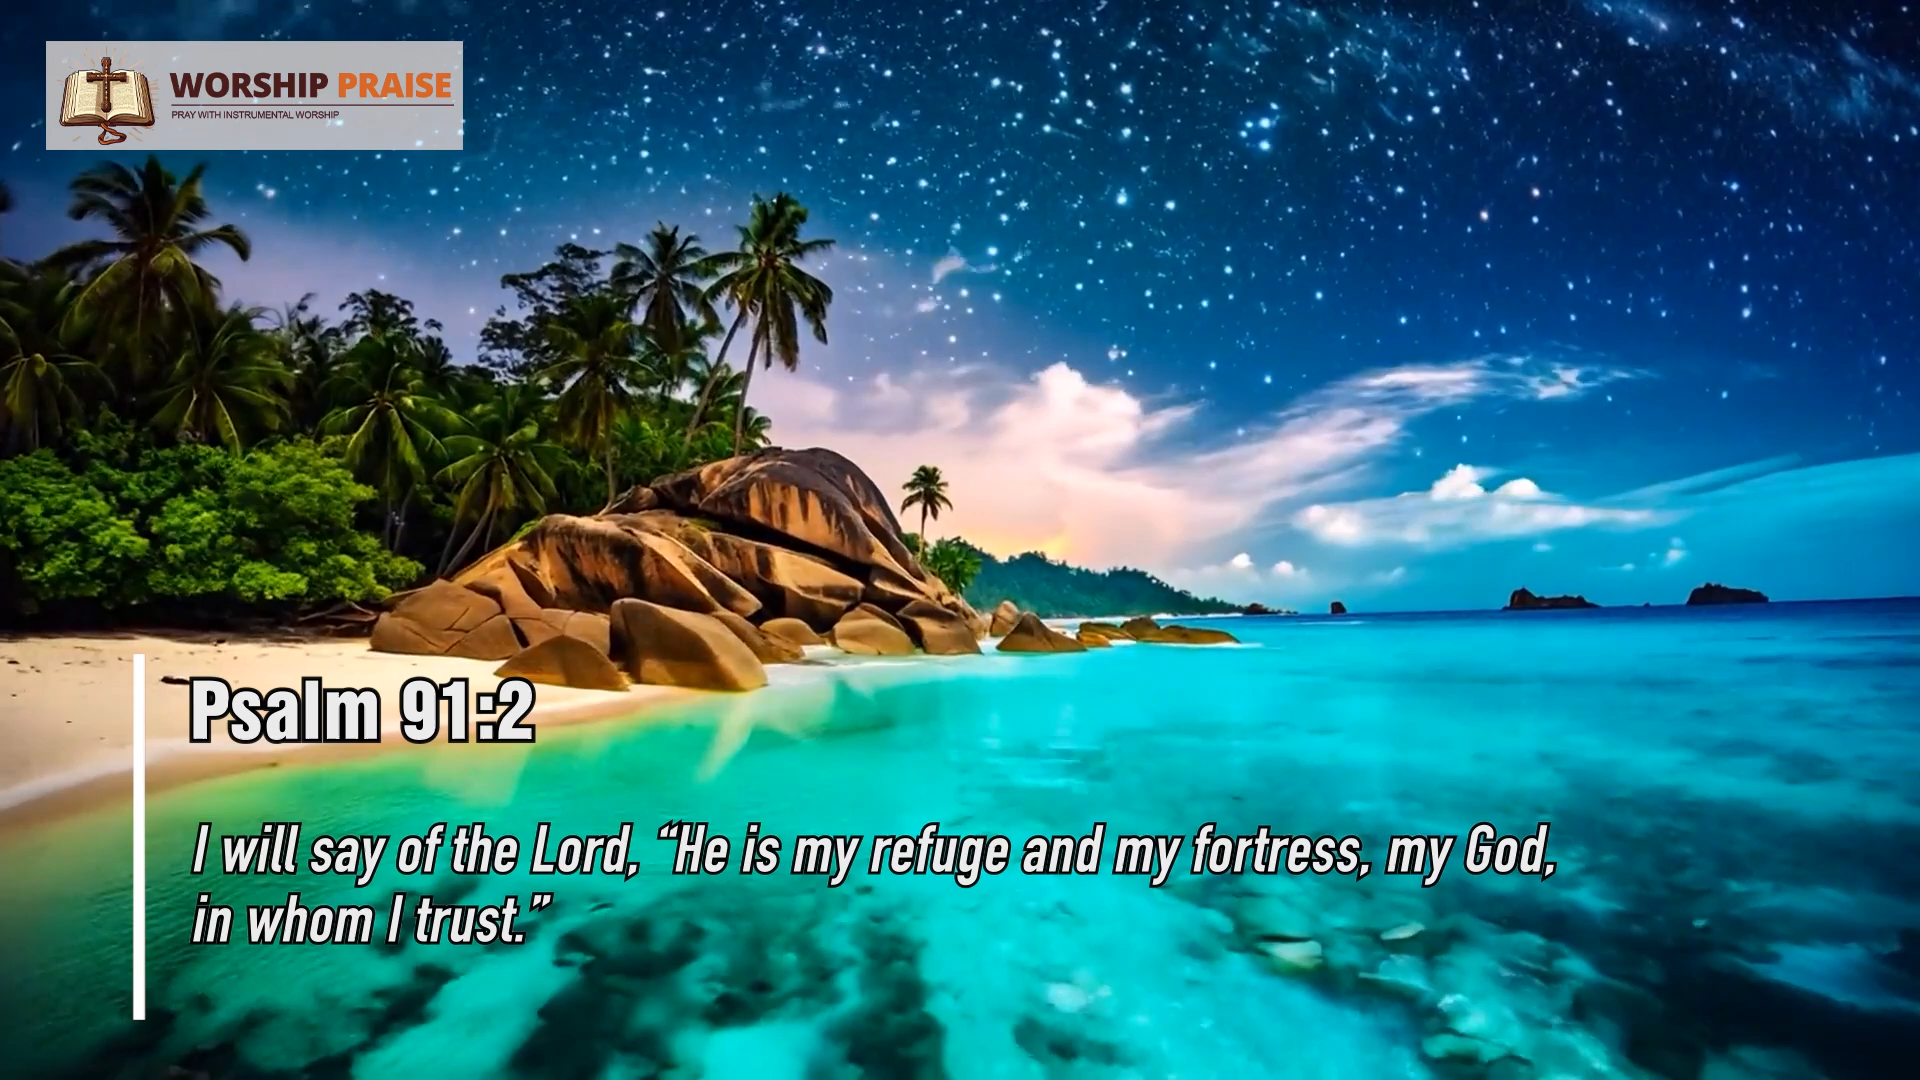 WORSHIP PRAISE
PRAY WITH INSTRUMENTAL WORSHIP
Psalm 91:2
I will say of the Lord, “He is my refuge and my fortress, my God,
in whom I trust.”